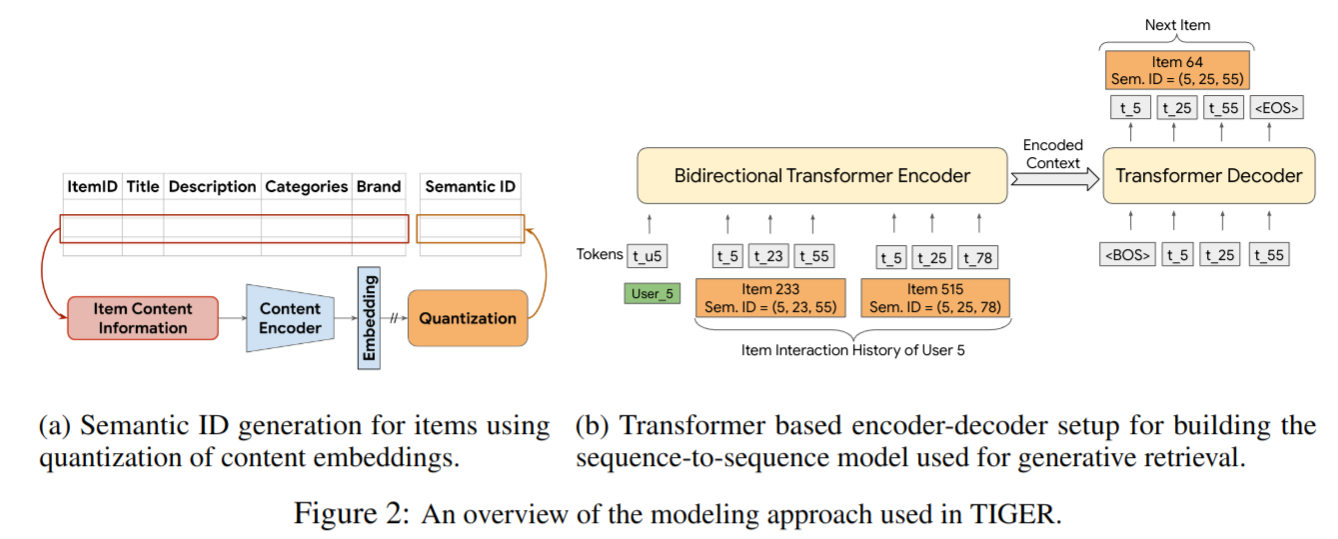 ItemID Title Description Categories Brand Semantic ID
Item Content
Information
Content
Encoder
Embedding
//
Quantization
(a) Semantic ID generation for items using
quantization of content embeddings.
Next Item
Item 64
Sem. ID = (5, 25, 55)
t_5 t_25 t_55 <EOS>
Bidirectional Transformer Encoder
Encoded
Context
Transformer Decoder
Tokens t_u5 t_5 t_23 t_55 t_5 t_25 t_78
<BOS> t_5 t_25 t_55
User_5
Item 233
Sem. ID = (5, 23, 55)
Item 515
Sem. ID = (5, 25, 78)
Item Interaction History of User 5
(b) Transformer based encoder-decoder setup for building the
sequence-to-sequence model used for generative retrieval.
Figure 2: An overview of the modeling approach used in TIGER.